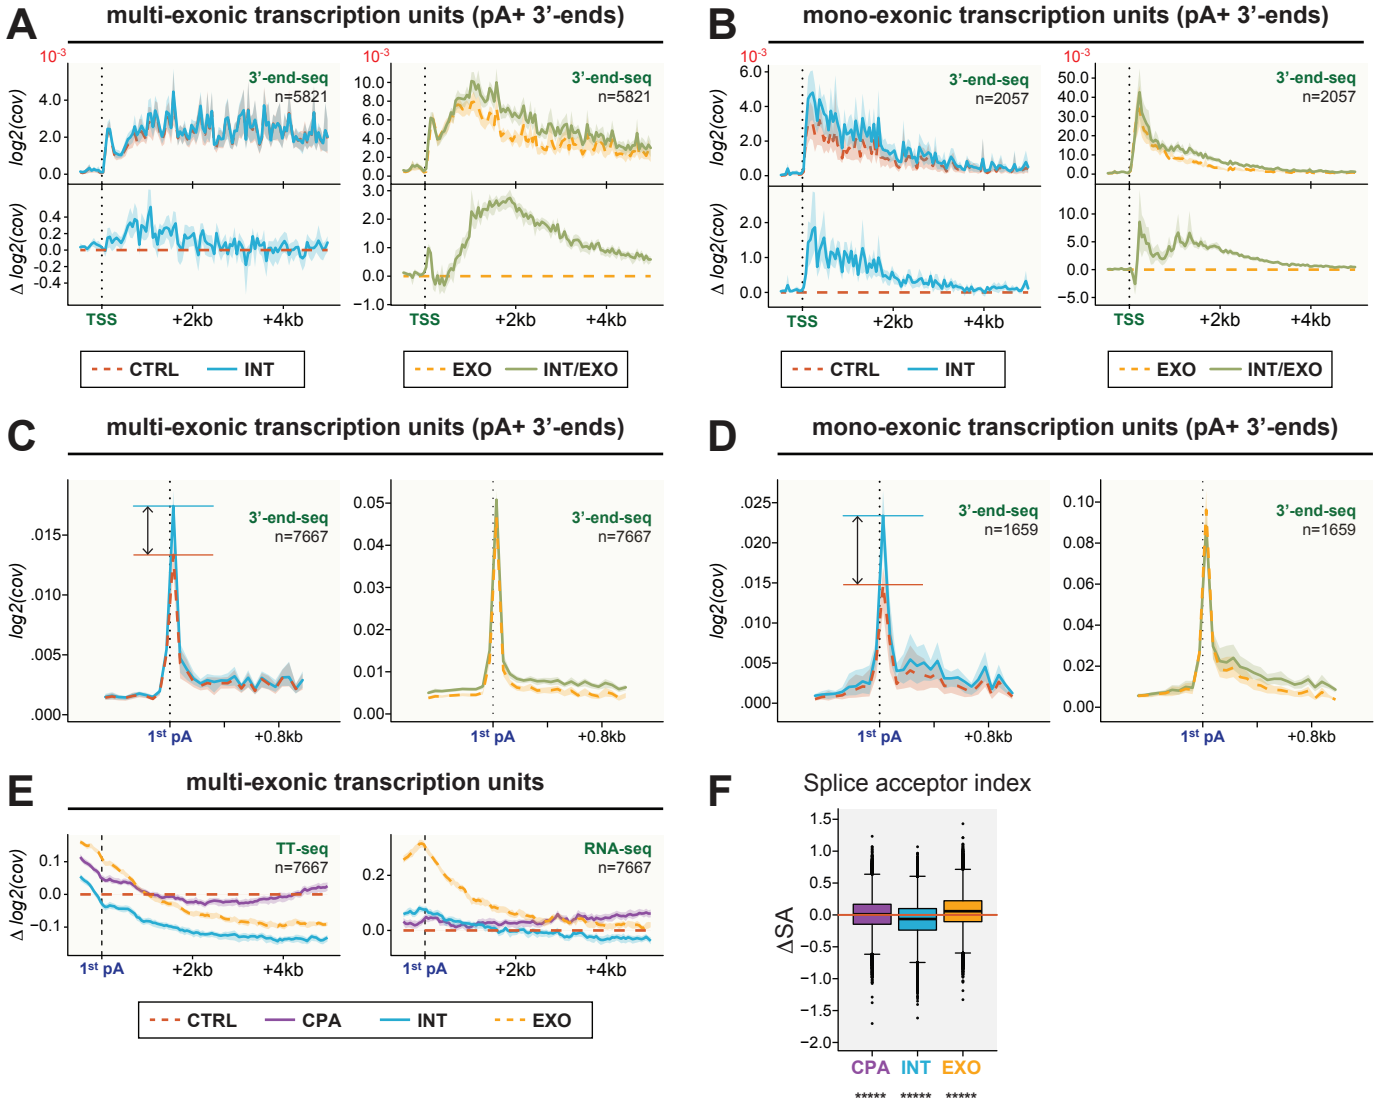 A
multi-exonic transcription units (pA+ 3’-ends)
10-3
10-3
3’-end-seq
n=5821
3’-end-seq
n=5821
log2(cov)
4.0
2.0
0.0
10.0
8.0
6.0
4.0
2.0
0.0
Δ log2(cov)
0.4
0.2
0.0
−0.2
−0.4
3.0
2.0
1.0
0.0
−1.0
TSS
+2kb
+4kb
TSS
+2kb
+4kb
CTRL
INT
EXO
INT/EXO
B
mono-exonic transcription units (pA+ 3’-ends)
10-3
10-3
3’-end-seq
n=2057
3’-end-seq
n=2057
log2(cov)
6.0
4.0
2.0
0.0
50.0
40.0
30.0
20.0
10.0
0.0
Δ log2(cov)
2.0
1.0
0.0
10.0
5.0
0.0
−5.0
TSS
+2kb
+4kb
TSS
+2kb
+4kb
CTRL
INT
EXO
INT/EXO
C
multi-exonic transcription units (pA+ 3’-ends)
3’-end-seq
n=7667
3’-end-seq
n=7667
log2(cov)
.015
.010
.005
.000
0.05
0.04
0.03
0.02
0.01
0.00
1st pA
+0.8kb
1st pA
+0.8kb
D
mono-exonic transcription units (pA+ 3’-ends)
3’-end-seq
n=1659
3’-end-seq
n=1659
log2(cov)
0.025
0.020
0.015
0.010
0.005
0.000
0.10
0.08
0.06
0.04
0.02
0.00
1st pA
+0.8kb
1st pA
+0.8kb
E
multi-exonic transcription units
TT-seq
n=7667
RNA-seq
n=7667
Δ log2(cov)
0.1
0.0
−0.1
0.2
0.0
1st pA
+2kb
+4kb
1st pA
+2kb
+4kb
CTRL
CPA
INT
EXO
F
Splice acceptor index
ΔSA
1.5
1.0
0.5
0.0
−0.5
−1.0
−1.5
−2.0
CPA
INT
EXO
*****
*****
*****